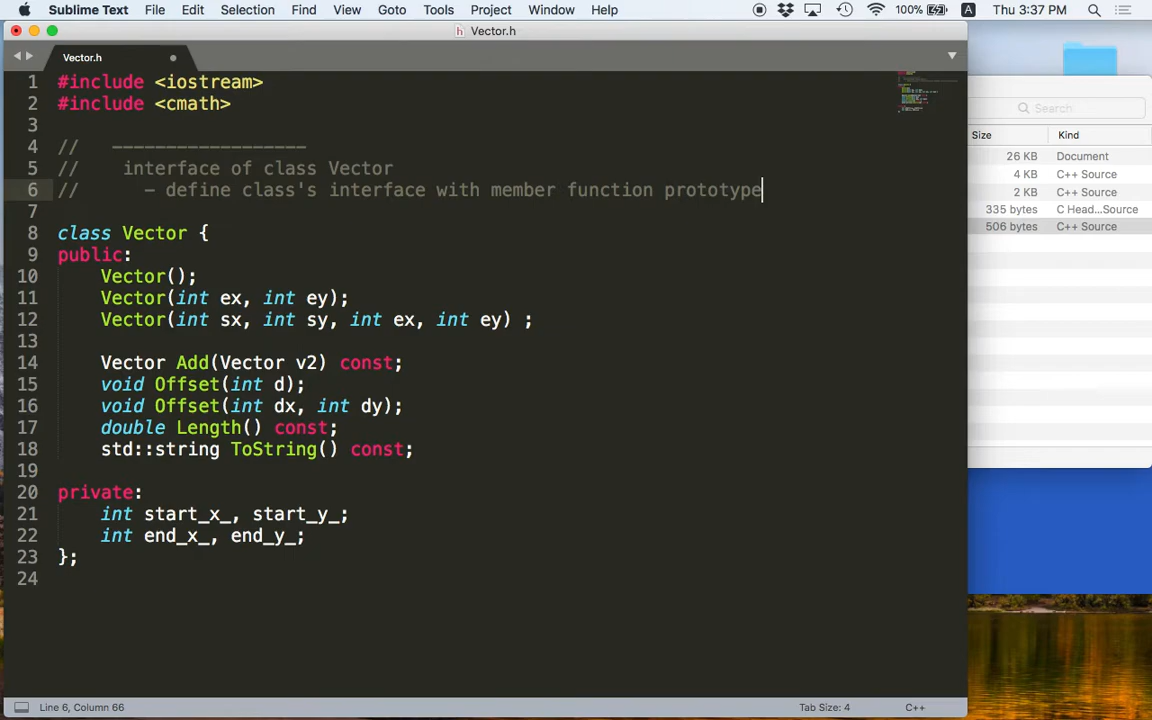 Sublime Text File Edit Selection Find View Goto Tools Project Window Help 100% A Thu 3:37 PM
Vector.h
Vector.h
1 #include <iostream>
2 #include <cmath>
3
4 // -----------------
5 // interface of class Vector
6 // - define class's interface with member function prototype
7
8 class Vector {
9 public:
10 Vector();
11 Vector(int ex, int ey);
12 Vector(int sx, int sy, int ex, int ey) ;
13
14 Vector Add(Vector v2) const;
15 void Offset(int d);
16 void Offset(int dx, int dy);
17 double Length() const;
18 std::string ToString() const;
19
20 private:
21 int start_x_, start_y_;
22 int end_x_, end_y_;
23 };
24
Line 6, Column 66 Tab Size: 4 C++
Search
Size Kind
26 KB Document
4 KB C++ Source
2 KB C++ Source
335 bytes C Head...Source
506 bytes C++ Source